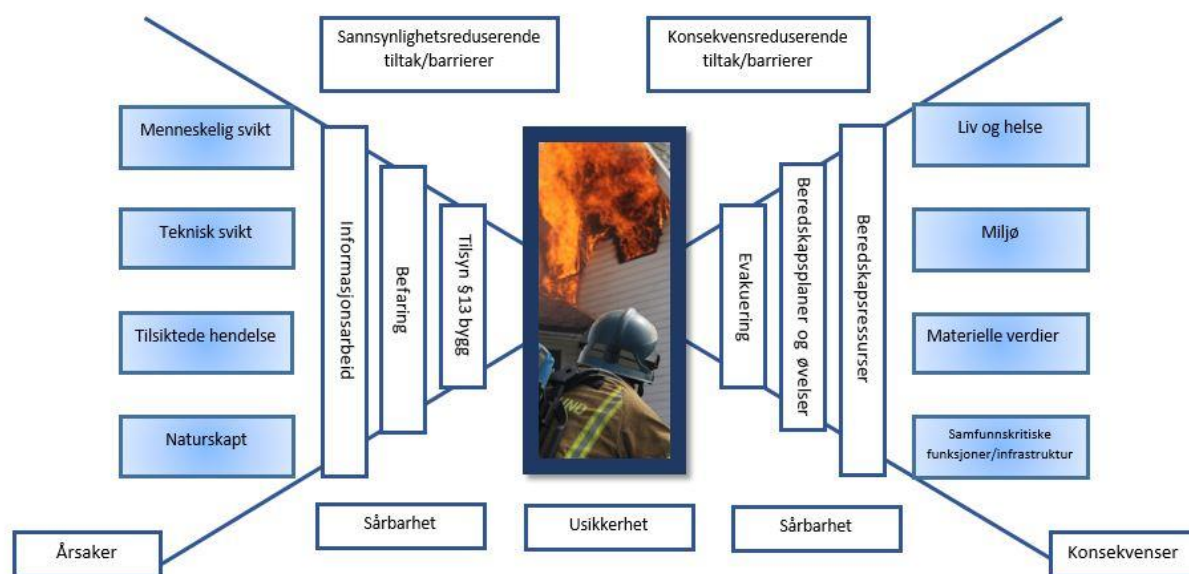 Sannsynlighetsreduserende
tiltak/barrierer
Konsekvensreduserende
tiltak/barrierer
Menneskelig svikt
Teknisk svikt
Tilsiktede hendelse
Naturskapt
Informasjonsarbeid
Befaring
Tilsyn §13 bygg
Evakuering
Beredskapsplaner og øvelser
Beredskapsressurser
Liv og helse
Miljø
Materielle verdier
Samfunnskritiske
funksjoner/infrastruktur
Sårbarhet
Usikkerhet
Sårbarhet
Årsaker
Konsekvenser